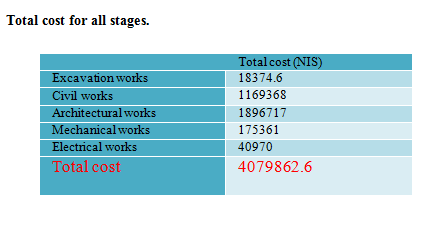 Total cost for all stages.
Total cost (NIS)
Excavation works 18374.6
Civil works 1169368
Architectural works 1896717
Mechanical works 175361
Electrical works 40970
Total cost 4079862.6